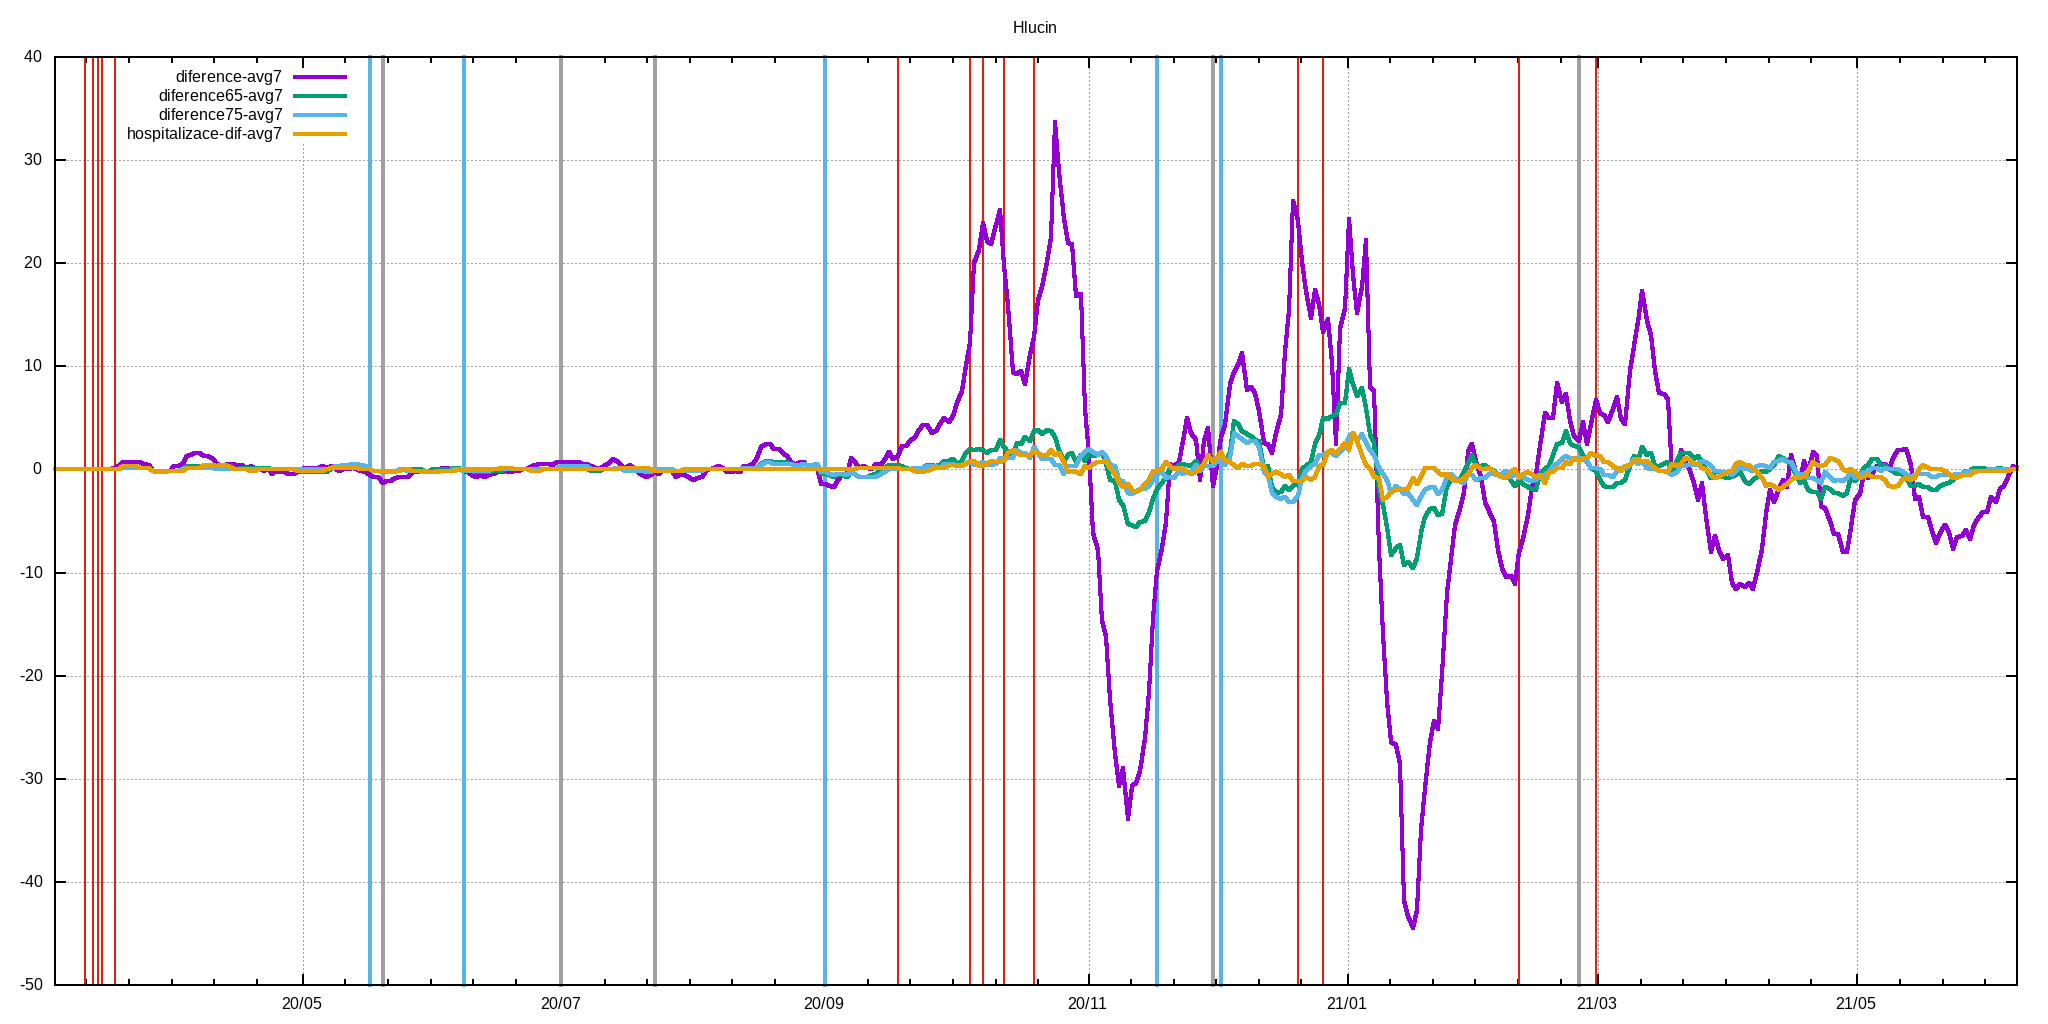 Hlucin
diference-avg7
diference65-avg7
diference75-avg7
hospitalizace-dif-avg7
40
30
20
10
0
-10
-20
-30
-40
-50
20/05 20/07 20/09 20/11 21/01 21/03 21/05